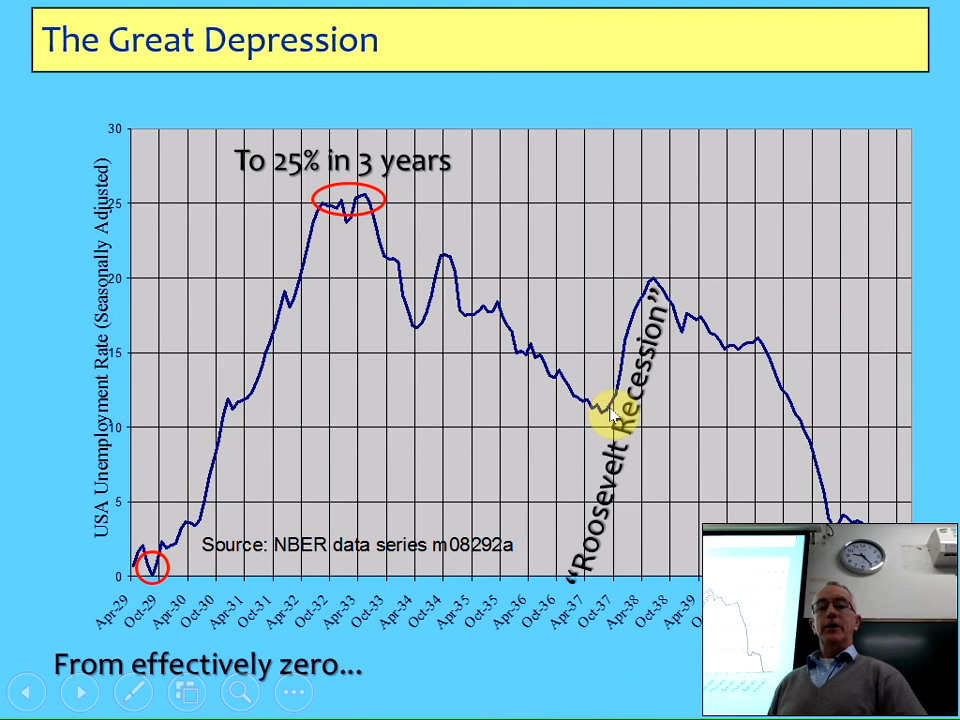 The Great Depression
30
To 25% in 3 years
25
20
15
10
5
0
USA Unemployment Rate (Seasonally Adjusted)
"Roosevelt Recession"
Source: NBER data series m08292a
Apr-29
Oct-29
Apr-30
Oct-30
Apr-31
Oct-31
Apr-32
Oct-32
Apr-33
Oct-33
Apr-34
Oct-34
Apr-35
Oct-35
Apr-36
Oct-36
Apr-37
Oct-37
Apr-38
Oct-38
Apr-39
From effectively zero...